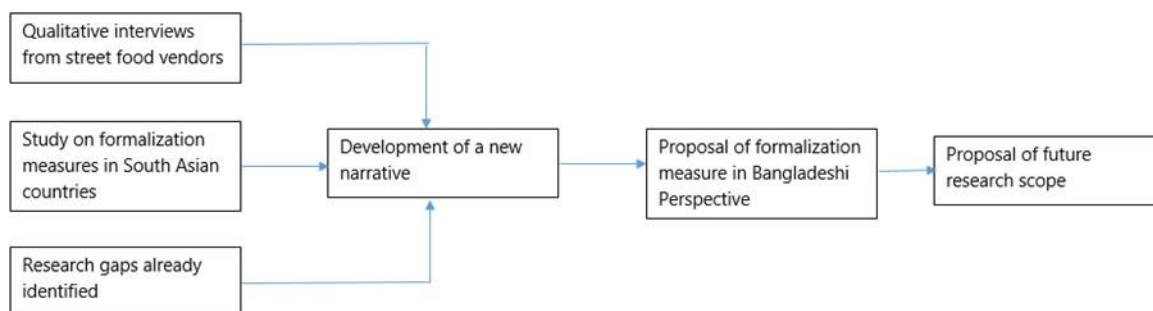 Qualitative interviews
from street food vendors
Study on formalization
measures in South Asian
countries
Research gaps already
identified
Development of a new
narrative
Proposal of formalization
measure in Bangladeshi
Perspective
Proposal of future
research scope